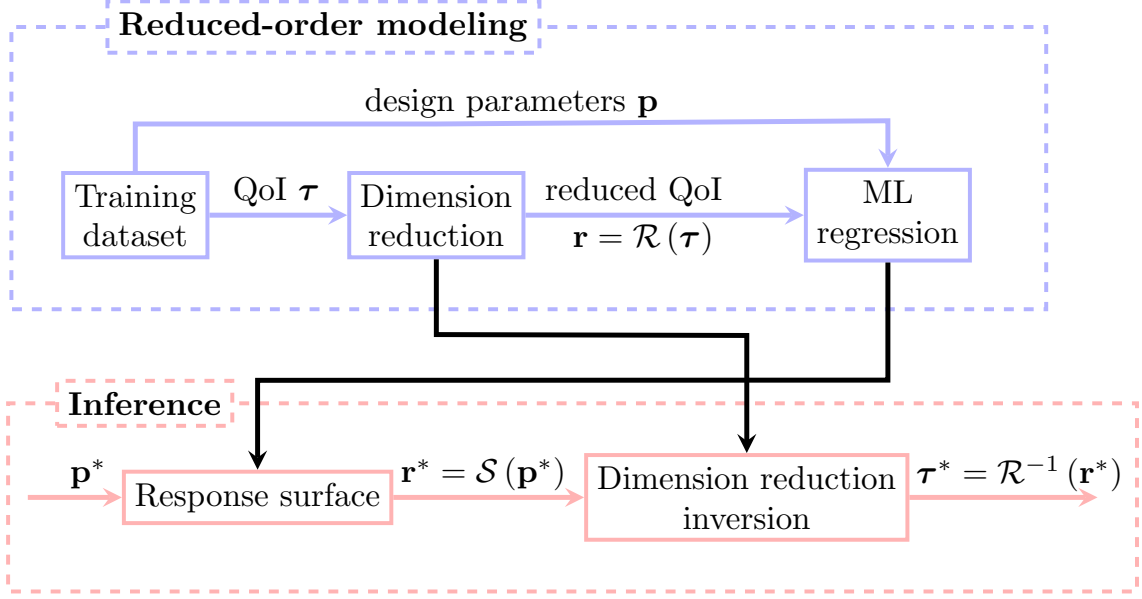 Reduced-order modeling
design parameters p
Training
dataset
QoI τ
Dimension
reduction
reduced QoI
r = R (τ)
ML
regression
Inference
p*
Response surface
r* = S (p*)
Dimension reduction
inversion
τ* = R⁻¹ (r*)